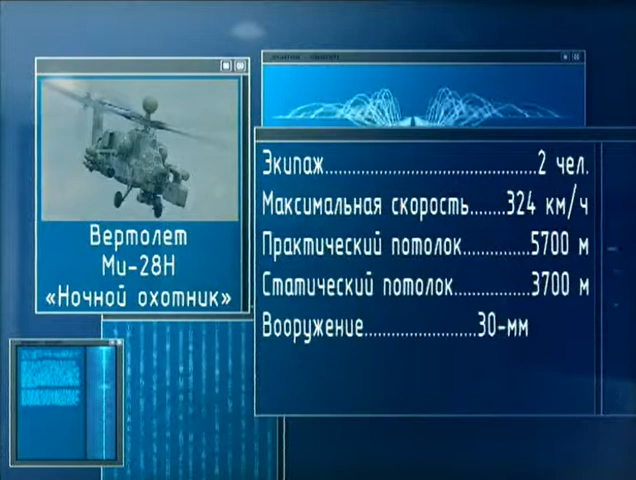 Вертолет
Ми-28Н
«Ночной охотник»
Экипаж..........................................2 чел.
Максимальная скорость.......324 км/ч
Практический потолок.............5700 м
Статический потолок...............3700 м
Вооружение......................30-мм